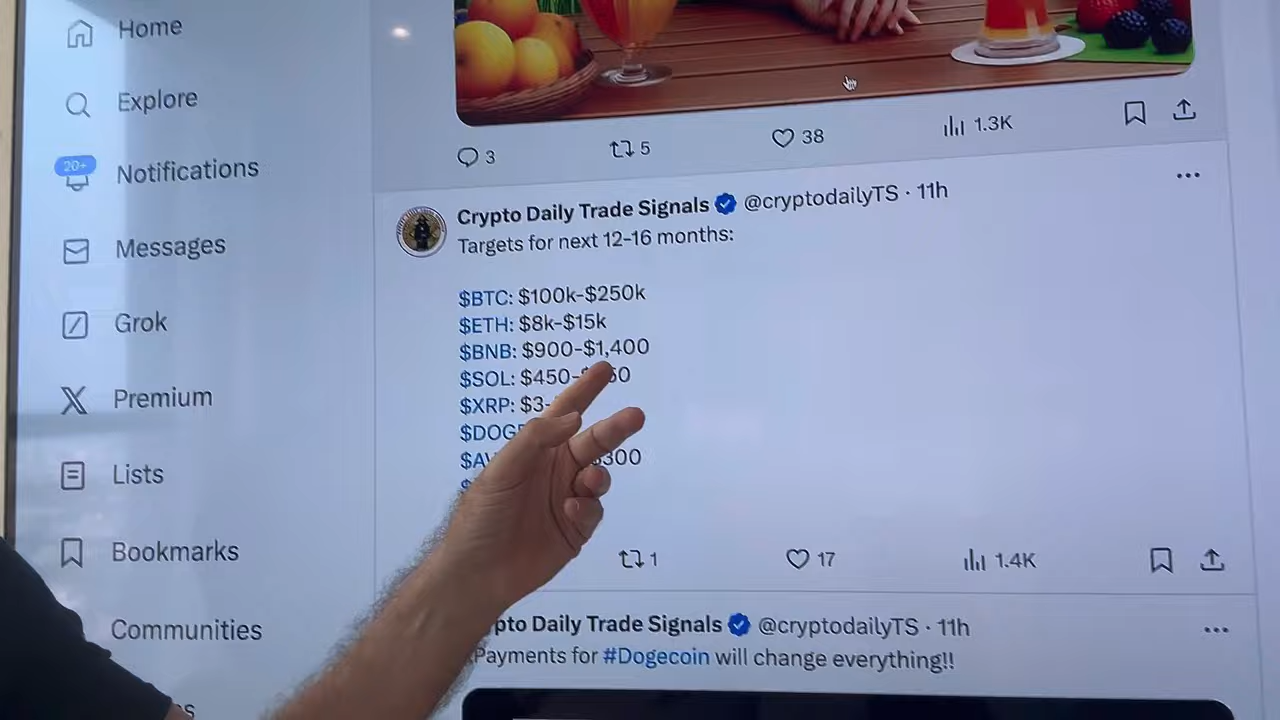 Home
Explore
20+
Notifications
Messages
Grok
Premium
Lists
Bookmarks
Communities
3 5 38 1.3K
Crypto Daily Trade Signals @cryptodailyTS · 11h
Targets for next 12-16 months:
$BTC: $100k-$250k
$ETH: $8k-$15k
$BNB: $900-$1,400
$SOL: $450-
$XRP: $3-
1 17 1.4K
Daily Trade Signals @cryptodailyTS · 11h
Payments for #Dogecoin will change everything!!